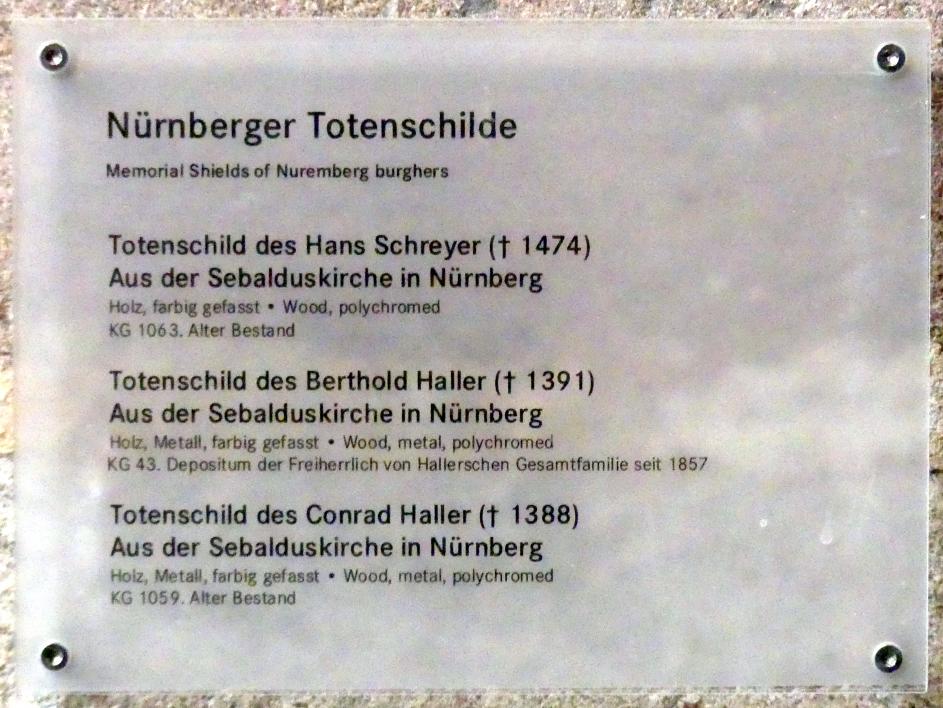 Nürnberger Totenschilde
Memorial Shields of Nuremberg burghers
Totenschild des Hans Schreyer († 1474)
Aus der Sebalduskirche in Nürnberg
Holz, farbig gefasst • Wood, polychromed
KG 1063. Alter Bestand
Totenschild des Berthold Haller († 1391)
Aus der Sebalduskirche in Nürnberg
Holz, Metall, farbig gefasst • Wood, metal, polychromed
KG 43. Depositum der Freiherrlich von Hallerschen Gesamtfamilie seit 1857
Totenschild des Conrad Haller († 1388)
Aus der Sebalduskirche in Nürnberg
Holz, Metall, farbig gefasst • Wood, metal, polychromed
KG 1059. Alter Bestand